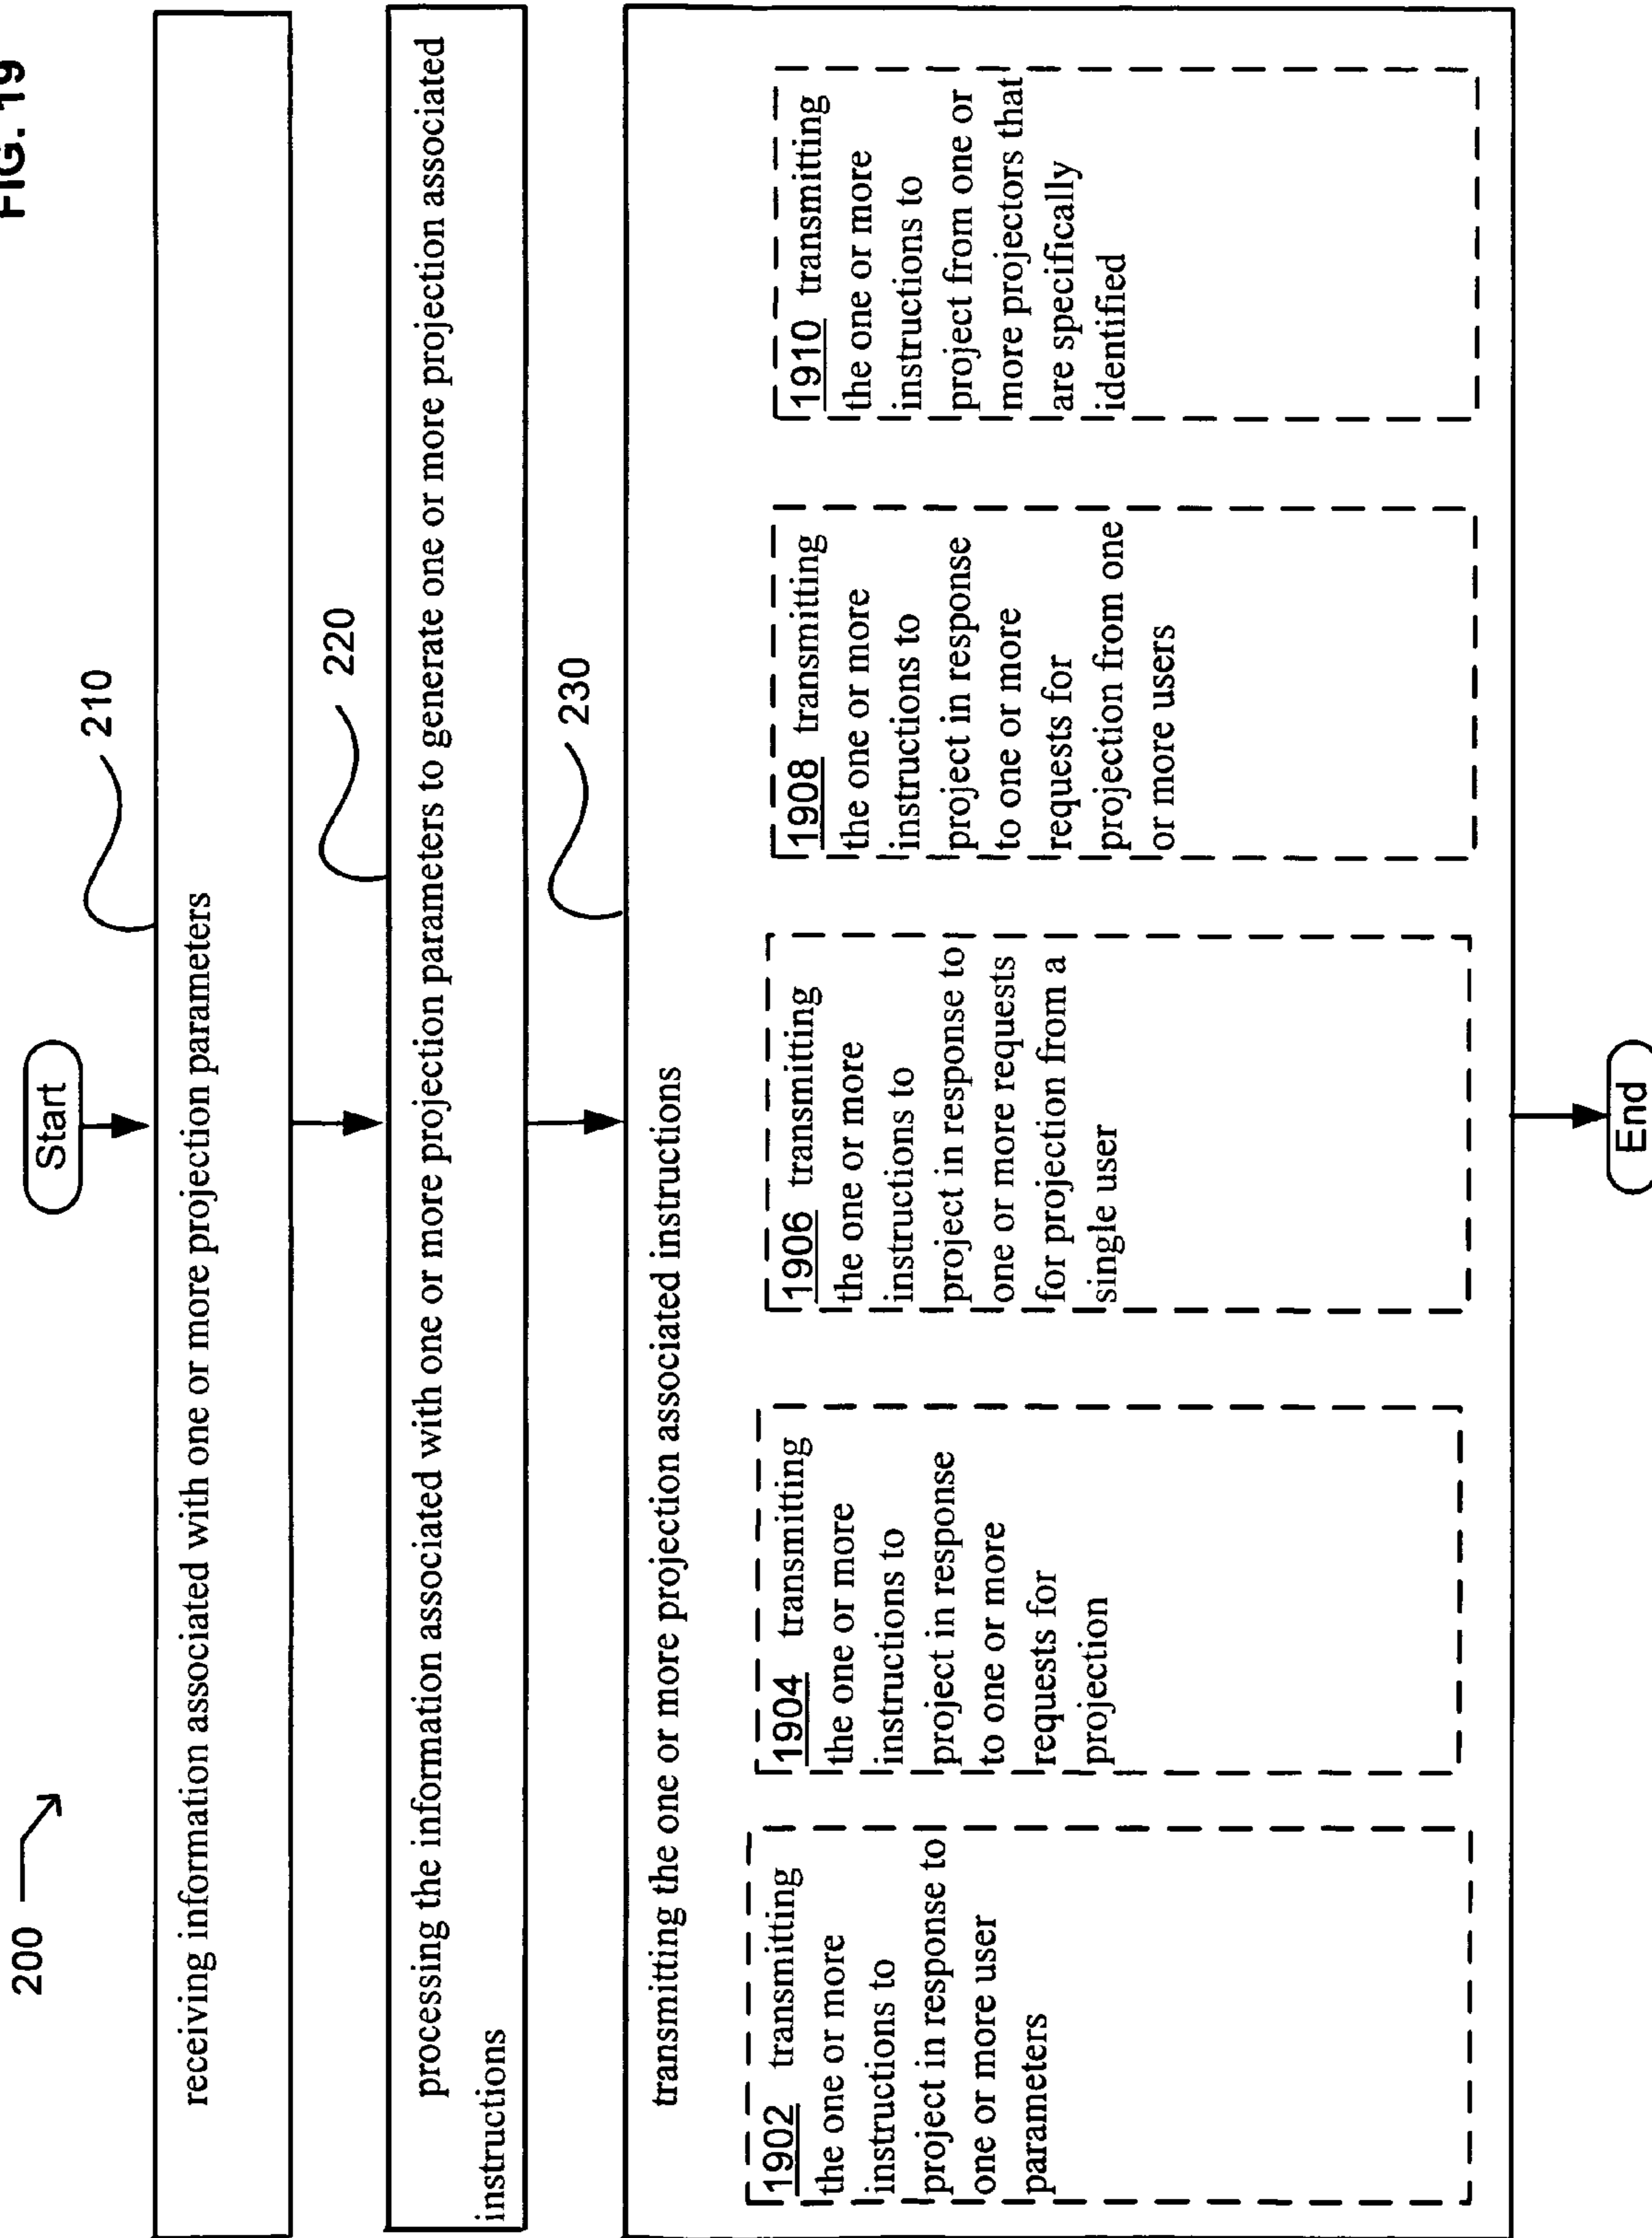 FIG. 19
200
Start
210
receiving information associated with one or more projection parameters
220
processing the information associated with one or more projection parameters to generate one or more projection associated
instructions
230
transmitting the one or more projection associated instructions
1902 transmitting
the one or more
instructions to
project in response to
one or more user
parameters
1904 transmitting
the one or more
instructions to
project in response
to one or more
requests for
projection
1906 transmitting
the one or more
instructions to
project in response to
one or more requests
for projection from a
single user
1908 transmitting
the one or more
instructions to
project in response
to one or more
requests for
projection from one
or more users
1910 transmitting
the one or more
instructions to
project from one or
more projectors that
are specifically
identified
End